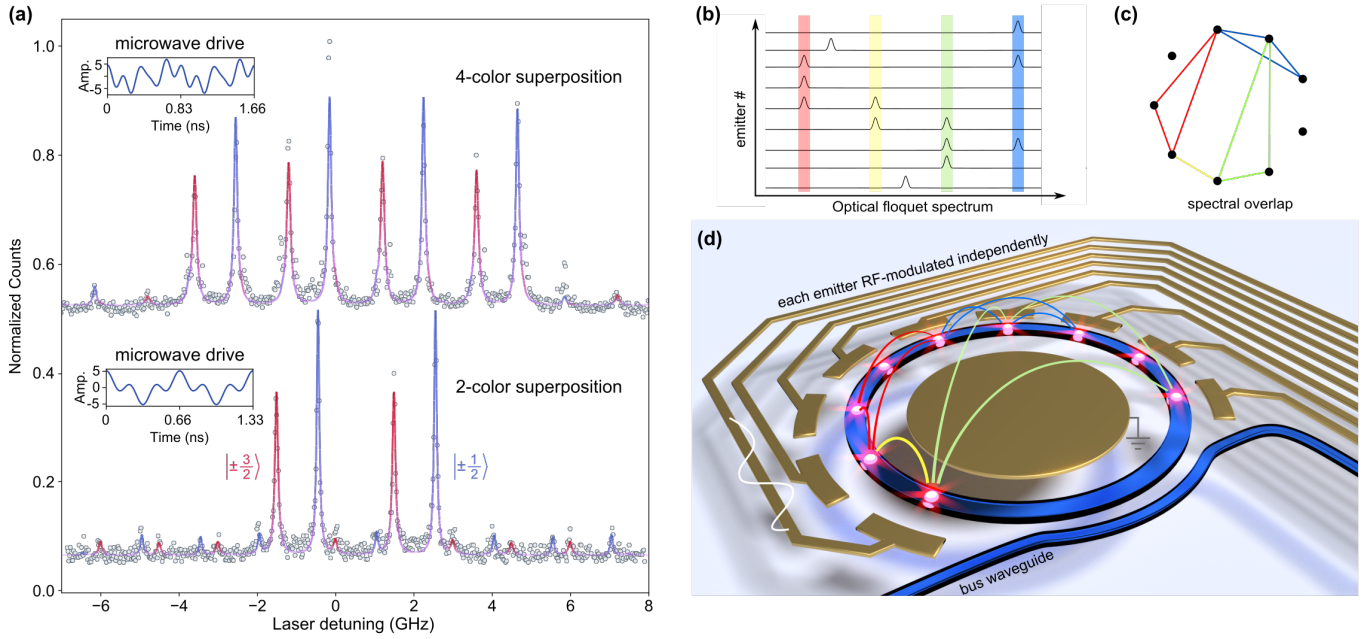 (a)
microwave drive
Amp.
5
0
-5
0
0.83
1.66
Time (ns)
4-color superposition
microwave drive
Amp.
5
0
-5
0
0.66
1.33
Time (ns)
2-color superposition
|±3/2⟩
|±1/2⟩
Normalized Counts
1.0
0.8
0.6
0.4
0.2
0.0
−6
−4
−2
0
2
4
6
8
Laser detuning (GHz)
(b)
emitter #
Optical floquet spectrum
(c)
spectral overlap
(d)
each emitter RF-modulated independently
bus waveguide